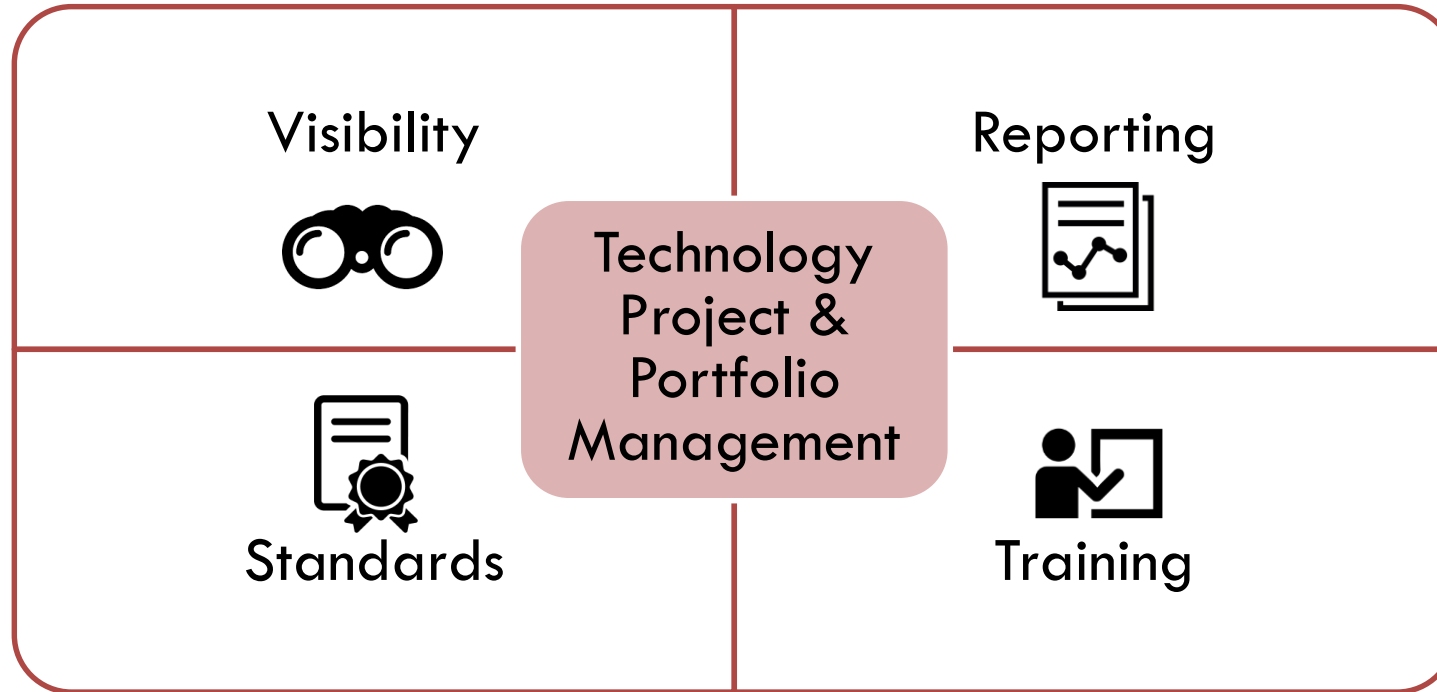 Visibility
Reporting
Technology
Project &
Portfolio
Management
Standards
Training